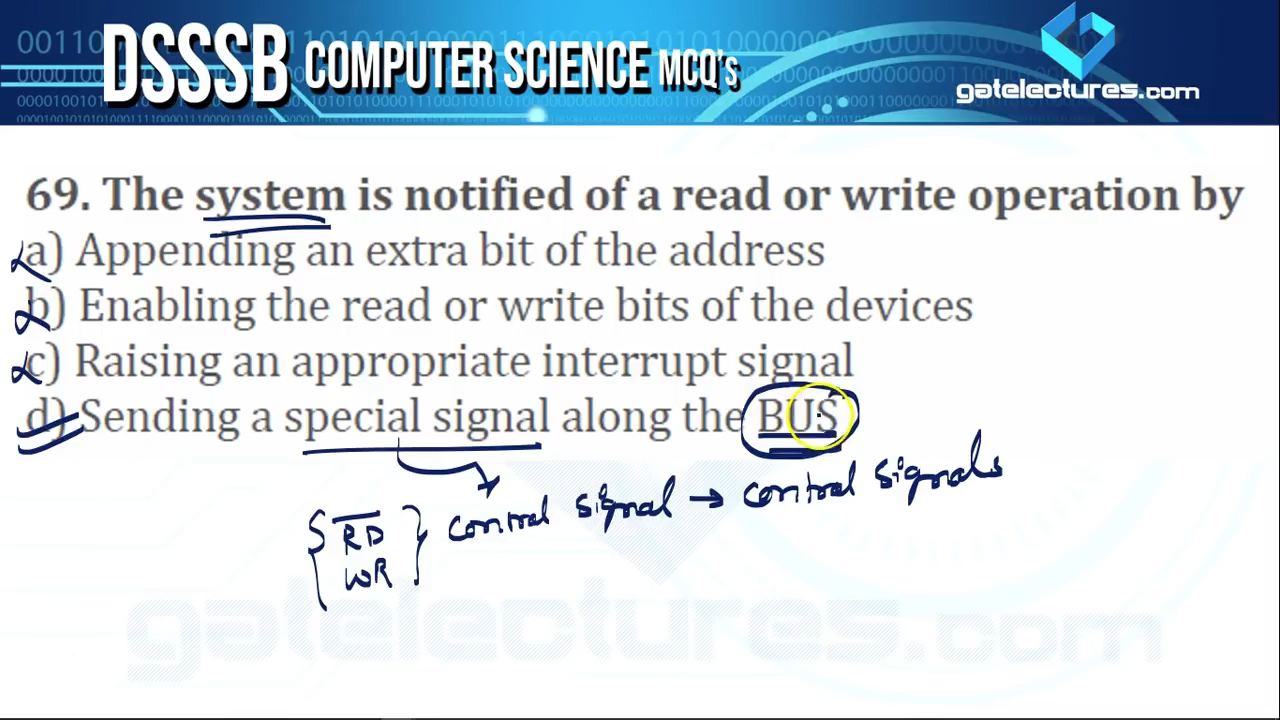 DSSSB COMPUTER SCIENCE MCQ's
gatelectures.com
69. The system is notified of a read or write operation by
a) Appending an extra bit of the address
b) Enabling the read or write bits of the devices
c) Raising an appropriate interrupt signal
d) Sending a special signal along the BUS
RD } control signal → control signals
WR
gatelectures.com